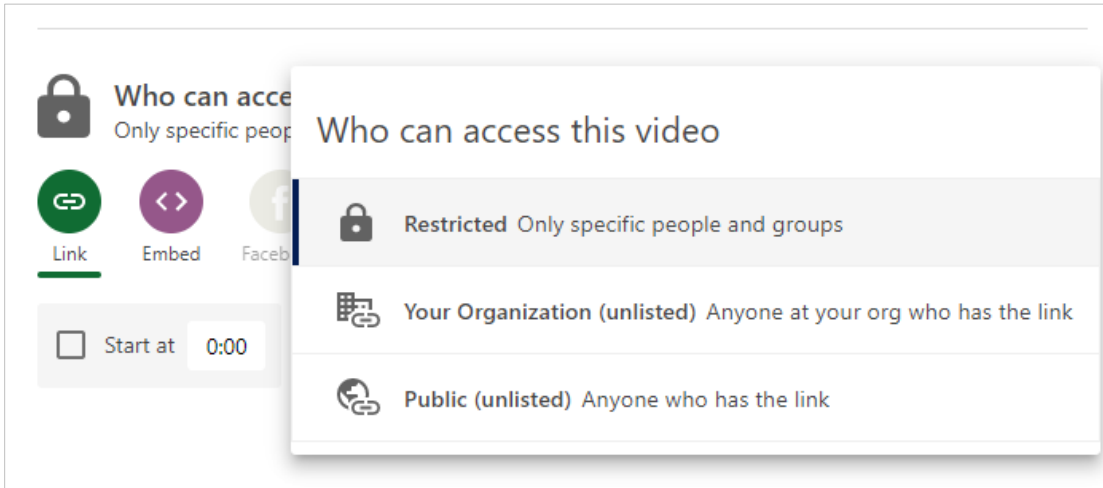 Who can acce
Only specific peop
Link
Embed
Faceb
Start at 0:00
Who can access this video
Restricted Only specific people and groups
Your Organization (unlisted) Anyone at your org who has the link
Public (unlisted) Anyone who has the link